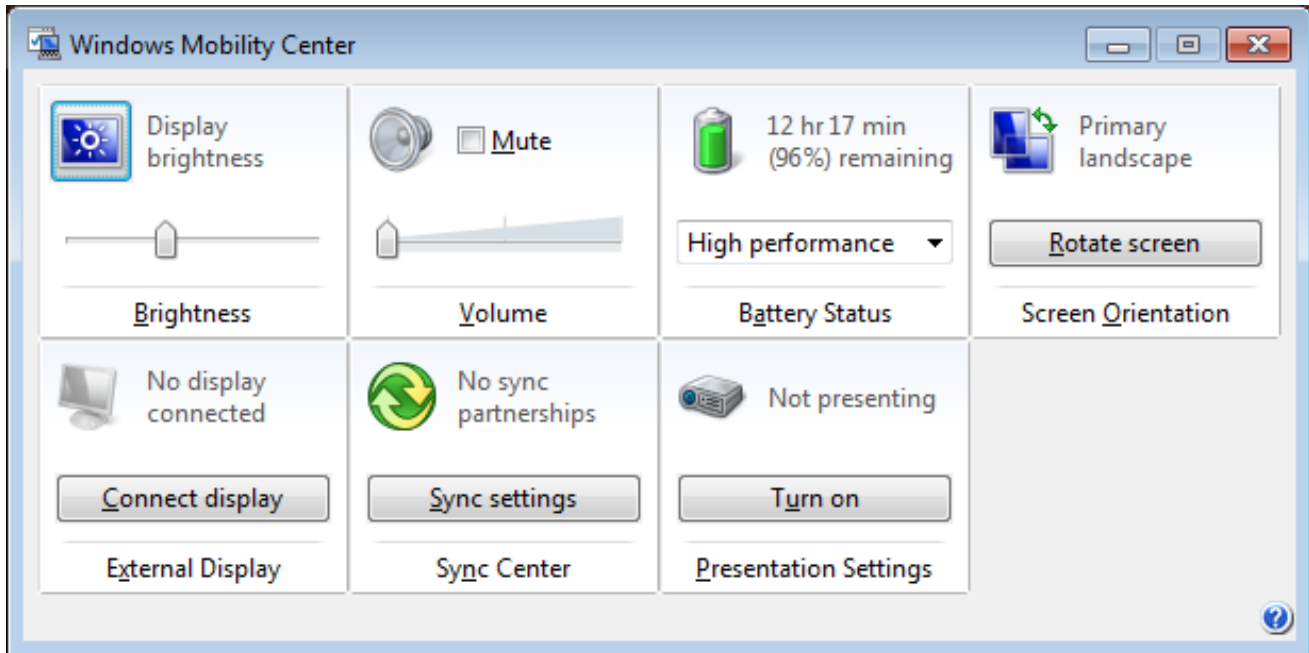 Windows Mobility Center
Display
brightness
Brightness
Mute
Volume
12 hr 17 min
(96%) remaining
High performance
Battery Status
Primary
landscape
Rotate screen
Screen Orientation
No display
connected
Connect display
External Display
No sync
partnerships
Sync settings
Sync Center
Not presenting
Turn on
Presentation Settings
?